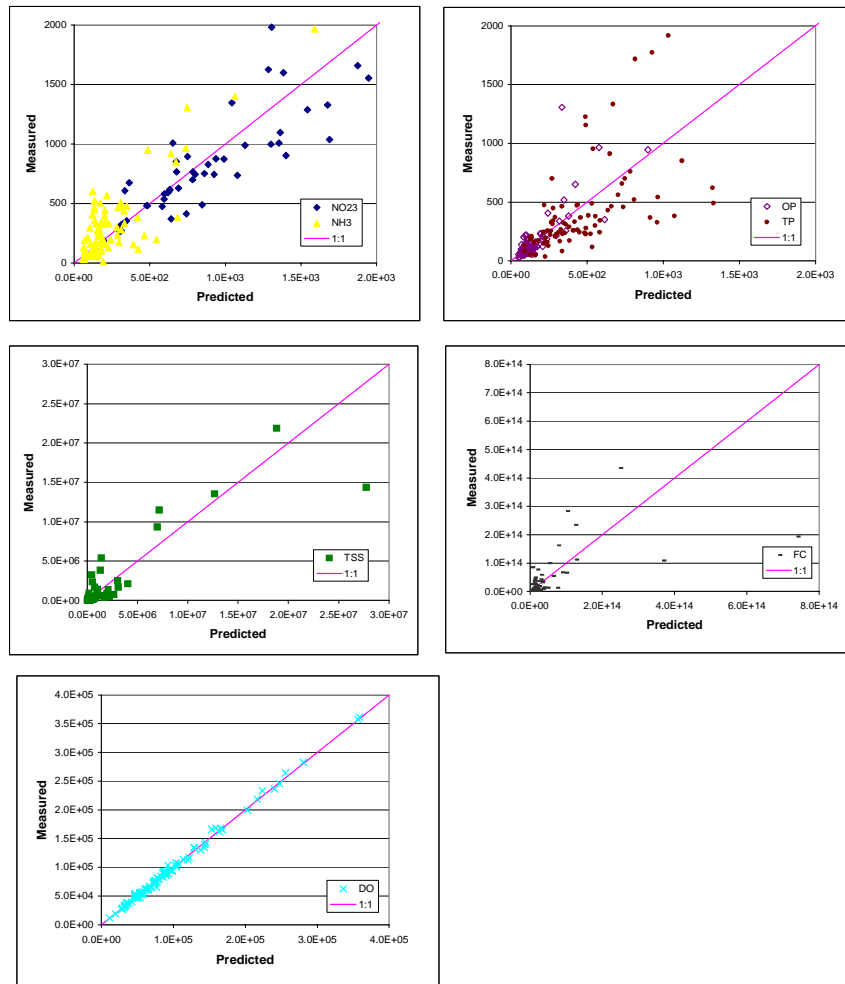 2000
1500
1000
500
0
Measured
0.0E+00 5.0E+02 1.0E+03 1.5E+03 2.0E+03
Predicted
NO23
NH3
1:1
2000
1500
1000
500
0
Measured
0.0E+00 5.0E+02 1.0E+03 1.5E+03 2.0E+03
Predicted
OP
TP
1:1
3.0E+07
2.5E+07
2.0E+07
1.5E+07
1.0E+07
5.0E+06
0.0E+00
Measured
0.0E+00 5.0E+06 1.0E+07 1.5E+07 2.0E+07 2.5E+07 3.0E+07
Predicted
TSS
1:1
8.0E+14
7.0E+14
6.0E+14
5.0E+14
4.0E+14
3.0E+14
2.0E+14
1.0E+14
0.0E+00
Measured
0.0E+00 2.0E+14 4.0E+14 6.0E+14 8.0E+14
Predicted
FC
1:1
4.0E+05
3.5E+05
3.0E+05
2.5E+05
2.0E+05
1.5E+05
1.0E+05
5.0E+04
0.0E+00
Measured
0.0E+00 1.0E+05 2.0E+05 3.0E+05 4.0E+05
Predicted
DO
1:1